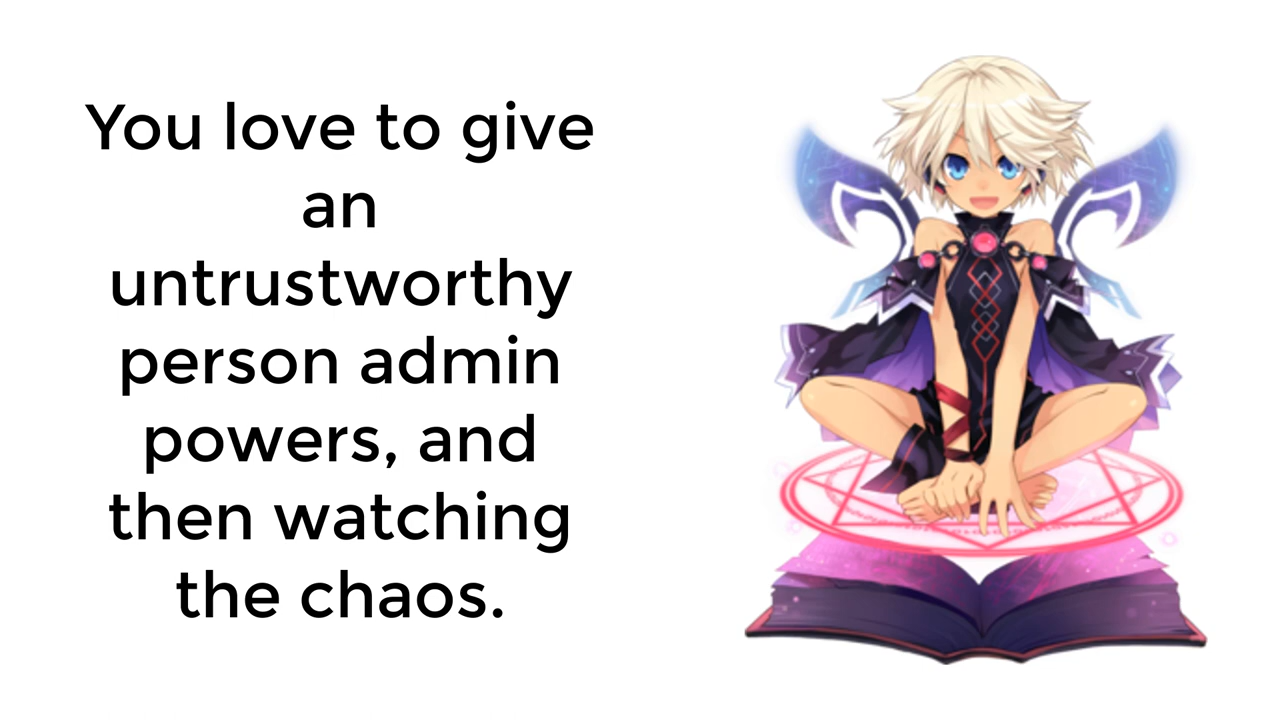 You love to give
an
untrustworthy
person admin
powers, and
then watching
the chaos.